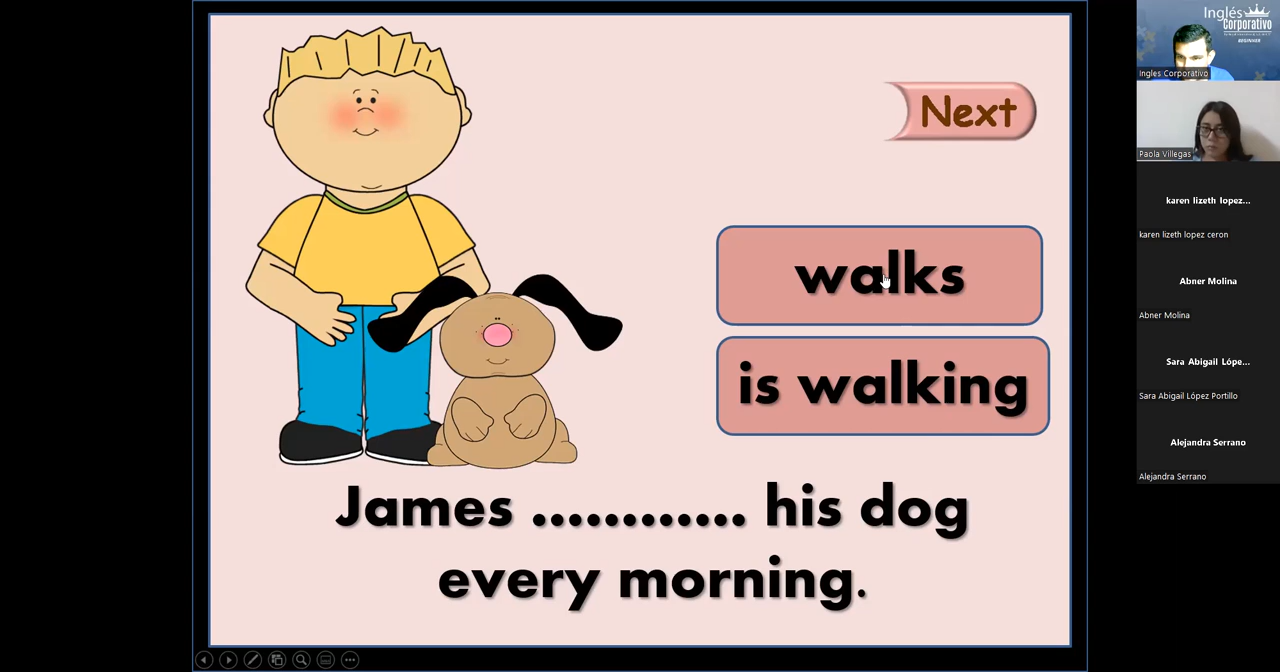 Next
walks
is walking
James ............ his dog
every morning.
Inglés
Corporativo
BEGINNER
Ingles Corporativo
Paola Villegas
karen lizeth lopez...
karen lizeth lopez ceron
Abner Molina
Abner Molina
Sara Abigail Lópe...
Sara Abigail López Portillo
Alejandra Serrano
Alejandra Serrano